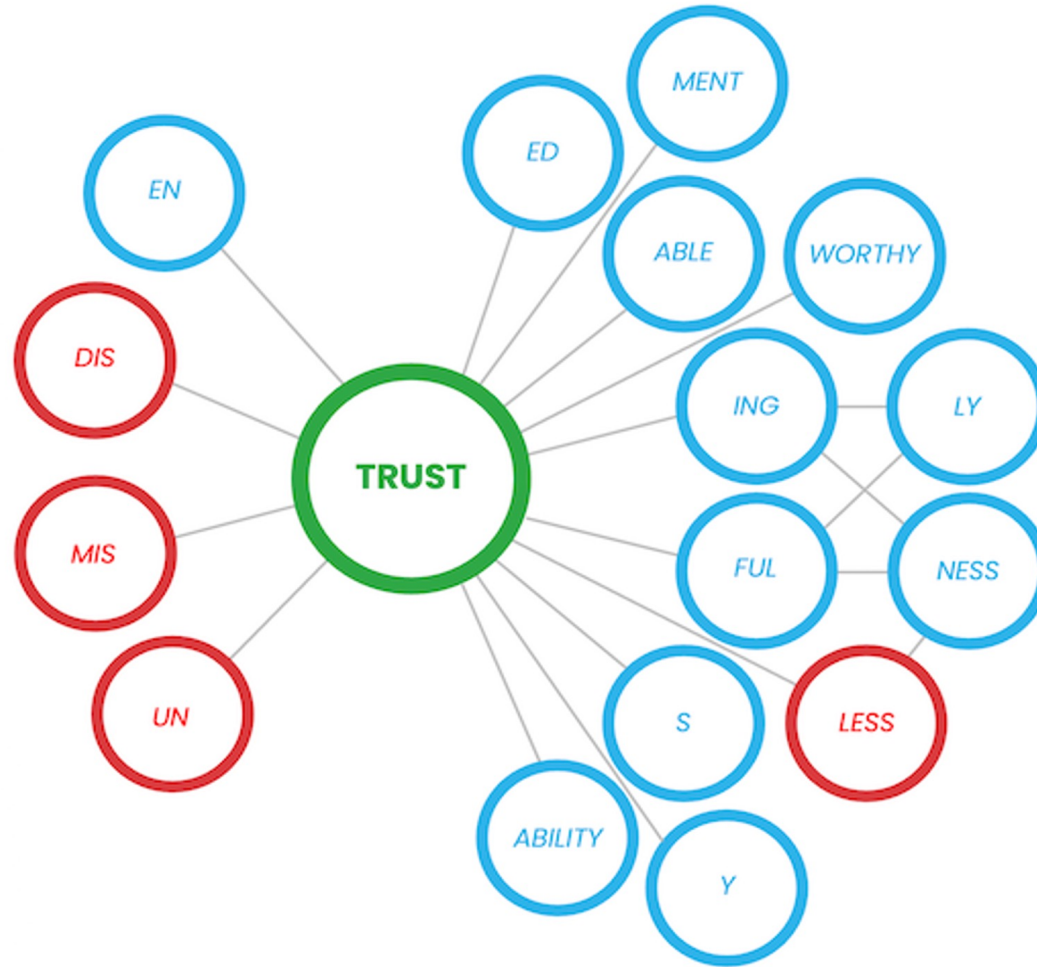 MENT
ED
EN
ABLE
WORTHY
DIS
ING
LY
TRUST
MIS
FUL
NESS
UN
S
LESS
ABILITY
Y